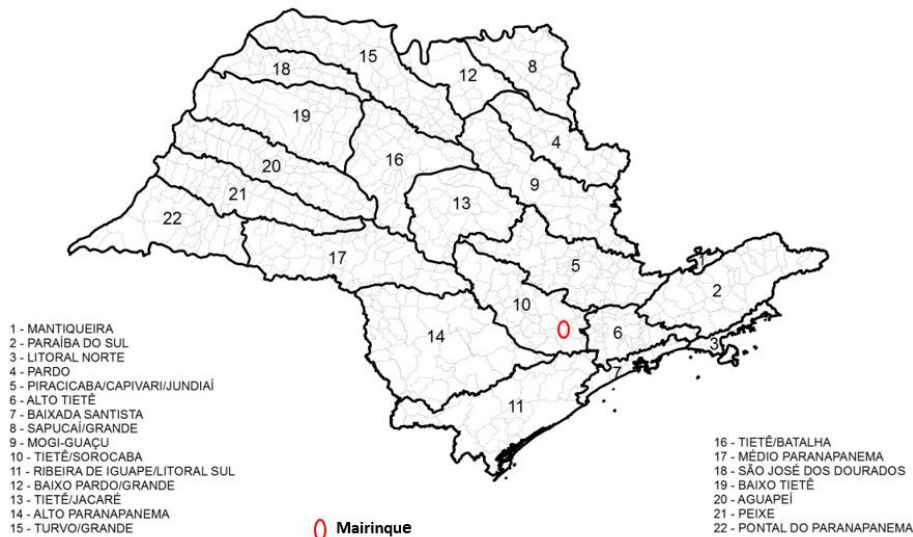 15
18
12
8
19
4
16
9
20
13
21
22
5
17
1
2
10
6
14
3
7
11
1 - MANTIQUEIRA
2 - PARAÍBA DO SUL
3 - LITORAL NORTE
4 - PARDO
5 - PIRACICABA/CAPIVARI/JUNDIAÍ
6 - ALTO TIETÊ
7 - BAIXADA SANTISTA
8 - SAPUCAÍ/GRANDE
9 - MOGI-GUAÇU
10 - TIETÊ/SOROCABA
11 - RIBEIRA DE IGUAPE/LITORAL SUL
12 - BAIXO PARDO/GRANDE
13 - TIETÊ/JACARÉ
14 - ALTO PARANAPANEMA
15 - TURVO/GRANDE
16 - TIETÊ/BATALHA
17 - MÉDIO PARANAPANEMA
18 - SÃO JOSÉ DOS DOURADOS
19 - BAIXO TIETÊ
20 - AGUAPEÍ
21 - PEIXE
22 - PONTAL DO PARANAPANEMA
Mairinque